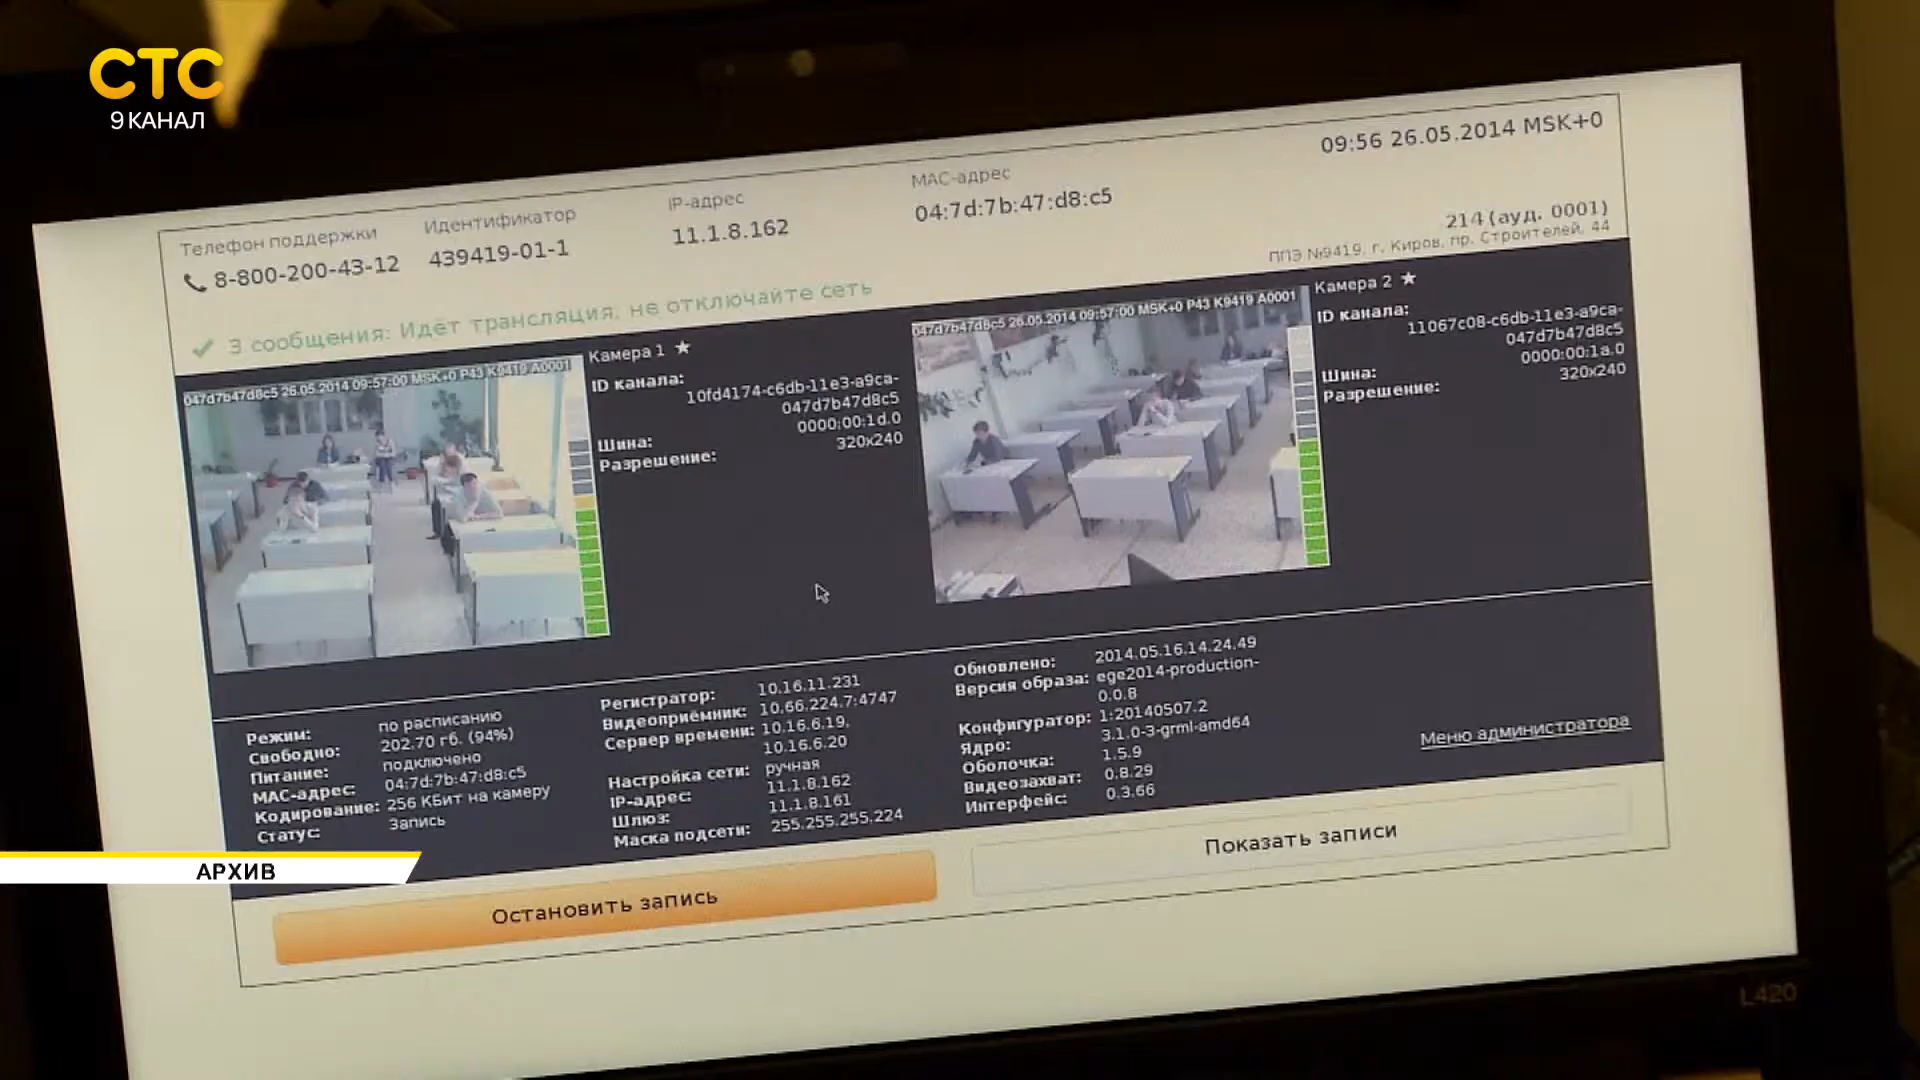 СТС
9 КАНАЛ
09:56 26.05.2014 MSK+0
Телефон поддержки
8-800-200-43-12
Идентификатор
439419-01-1
IP-адрес
11.1.8.162
MAC-адрес
04:7d:7b:47:d8:c5
214 (ауд. 0001)
ППЭ №9419, г. Киров, пр. Строителей, 44
3 сообщения: Идёт трансляция, не отключайте сеть
047d7b47d8c5 26.05.2014 09:57:00 MSK+0 P43 K9419 A0001
Камера 1 ★
ID канала:
10fd4174-c6db-11e3-a9ca-
047d7b47d8c5
Шина:
0000:00:1d.0
Разрешение:
320x240
047d7b47d8c5 26.05.2014 09:57:00 MSK+0 P43 K9419 A0001
Камера 2 ★
ID канала:
11067c08-c6db-11e3-a9ca-
047d7b47d8c5
Шина:
0000:00:1a.0
Разрешение:
320x240
Режим: по расписанию
Свободно: 202.70 гб. (94%)
Питание: подключено
MAC-адрес: 04:7d:7b:47:d8:c5
Кодирование: 256 КБит на камеру
Статус: Запись
Регистратор: 10.16.11.231
Видеоприёмник: 10.66.224.7:4747
Сервер времени: 10.16.6.19,
10.16.6.20
Настройка сети: ручная
IP-адрес: 11.1.8.162
Шлюз: 11.1.8.161
Маска подсети: 255.255.255.224
Обновлено: 2014.05.16.14.24.49
Версия образа: ege2014-production-
0.0.8
Конфигуратор: 1:20140507.2
Ядро: 3.1.0-3-grml-amd64
Оболочка: 1.5.9
Видеозахват: 0.8.29
Интерфейс: 0.3.66
Меню администратора
Остановить запись
Показать записи
АРХИВ
L420